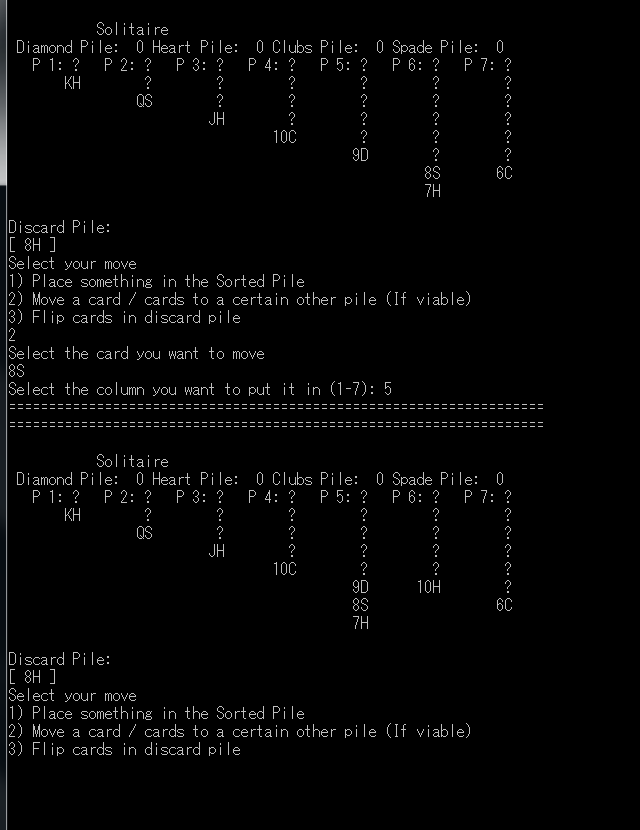 Solitaire
Diamond Pile:  0 Heart Pile:  0 Clubs Pile:  0 Spade Pile:  0
P 1: ?   P 2: ?   P 3: ?   P 4: ?   P 5: ?   P 6: ?   P 7: ?
KH ? ? ? ? ? ?
QS ? ? ? ? ?
JH ? ? ? ?
10C ? ? ?
9D ? ?
8S 6C
7H
Discard Pile:
[ 8H ]
Select your move
1) Place something in the Sorted Pile
2) Move a card / cards to a certain other pile (If viable)
3) Flip cards in discard pile
2
Select the card you want to move
8S
Select the column you want to put it in (1-7): 5
===================================================================
===================================================================
Solitaire
Diamond Pile:  0 Heart Pile:  0 Clubs Pile:  0 Spade Pile:  0
P 1: ?   P 2: ?   P 3: ?   P 4: ?   P 5: ?   P 6: ?   P 7: ?
KH ? ? ? ? ? ?
QS ? ? ? ? ?
JH ? ? ? ?
10C ? ? ?
9D 10H ?
8S 6C
7H
Discard Pile:
[ 8H ]
Select your move
1) Place something in the Sorted Pile
2) Move a card / cards to a certain other pile (If viable)
3) Flip cards in discard pile